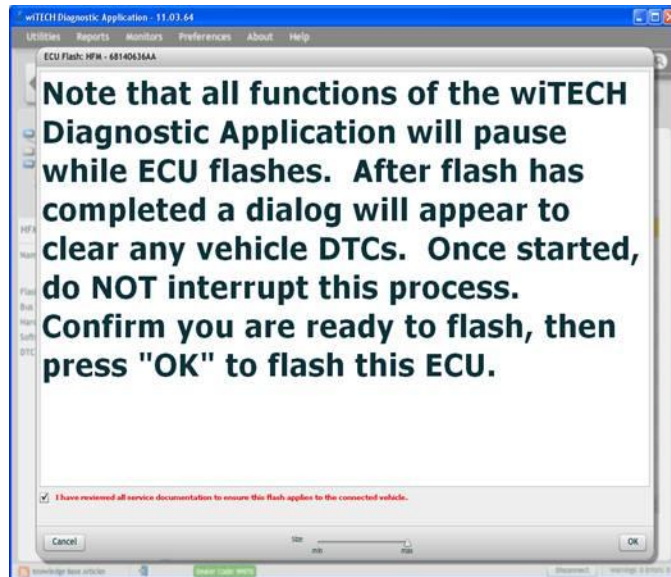 wiTECH Diagnostic Application - 11.03.64
Utilities Reports Monitors Preferences About Help
ECU Flash: HFM - 68140636AA
Note that all functions of the wiTECH
Diagnostic Application will pause
while ECU flashes.  After flash has
completed a dialog will appear to
clear any vehicle DTCs.  Once started,
do NOT interrupt this process.
Confirm you are ready to flash, then
press "OK" to flash this ECU.
I have reviewed all service documentation to ensure this flash applies to the connected vehicle.
Cancel
Size
min max
OK
Knowledge Base Articles
Disconnect